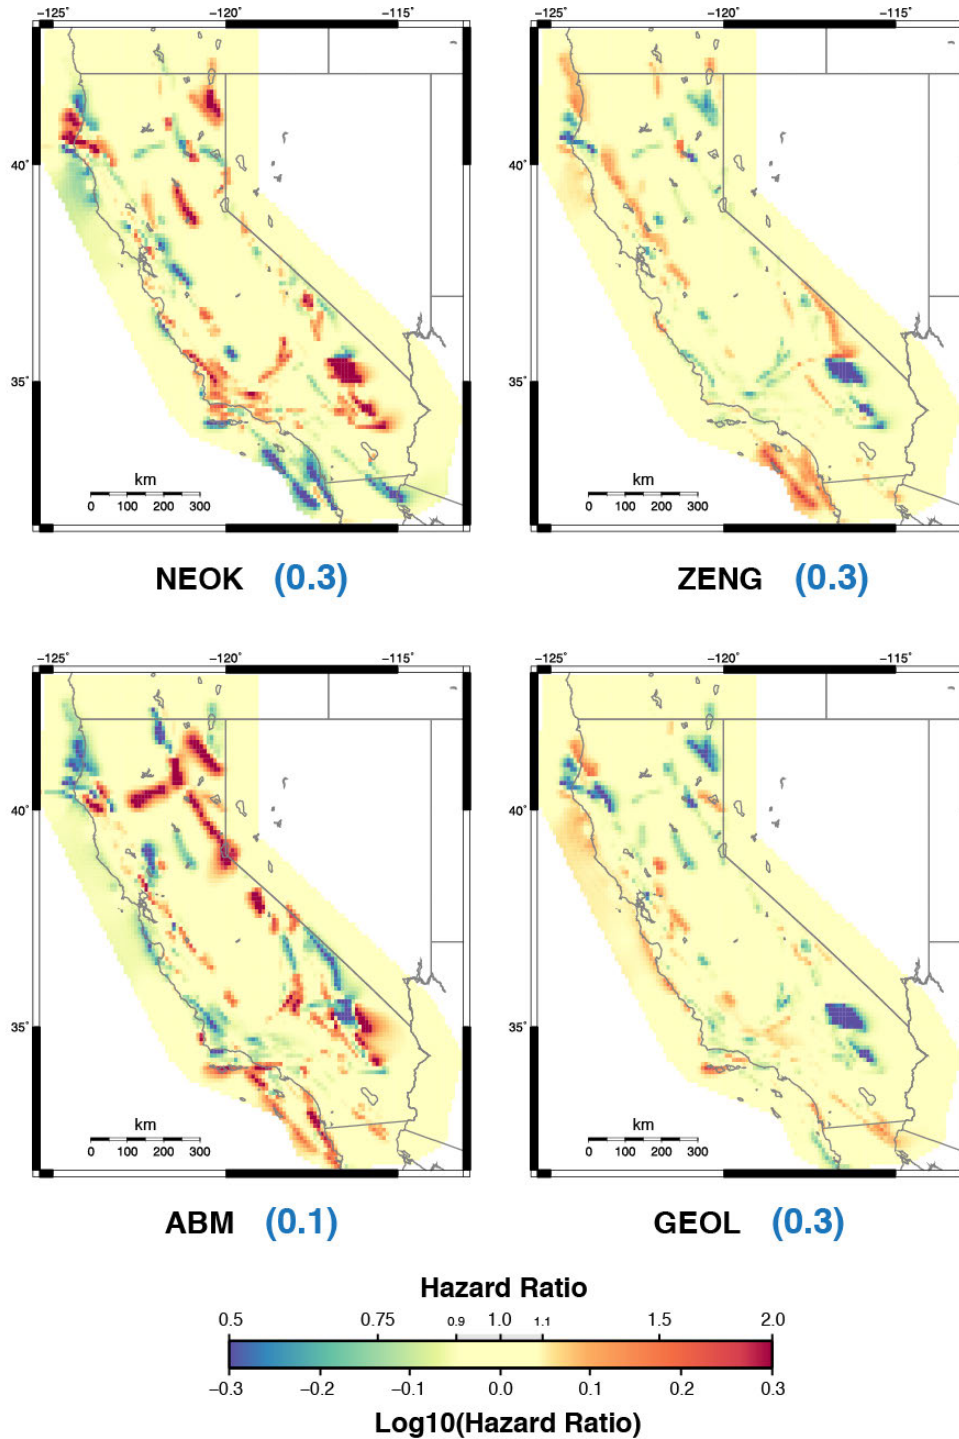 −125° −120° −115° −125° −120° −115°
40° 40°
35° 35°
km km
0 100 200 300 0 100 200 300
NEOK (0.3) ZENG (0.3)
−125° −120° −115° −125° −120° −115°
40° 40°
35° 35°
km km
0 100 200 300 0 100 200 300
ABM (0.1) GEOL (0.3)
Hazard Ratio
0.5 0.75 0.9 1.0 1.1 1.5 2.0
−0.3 −0.2 −0.1 0.0 0.1 0.2 0.3
Log10(Hazard Ratio)